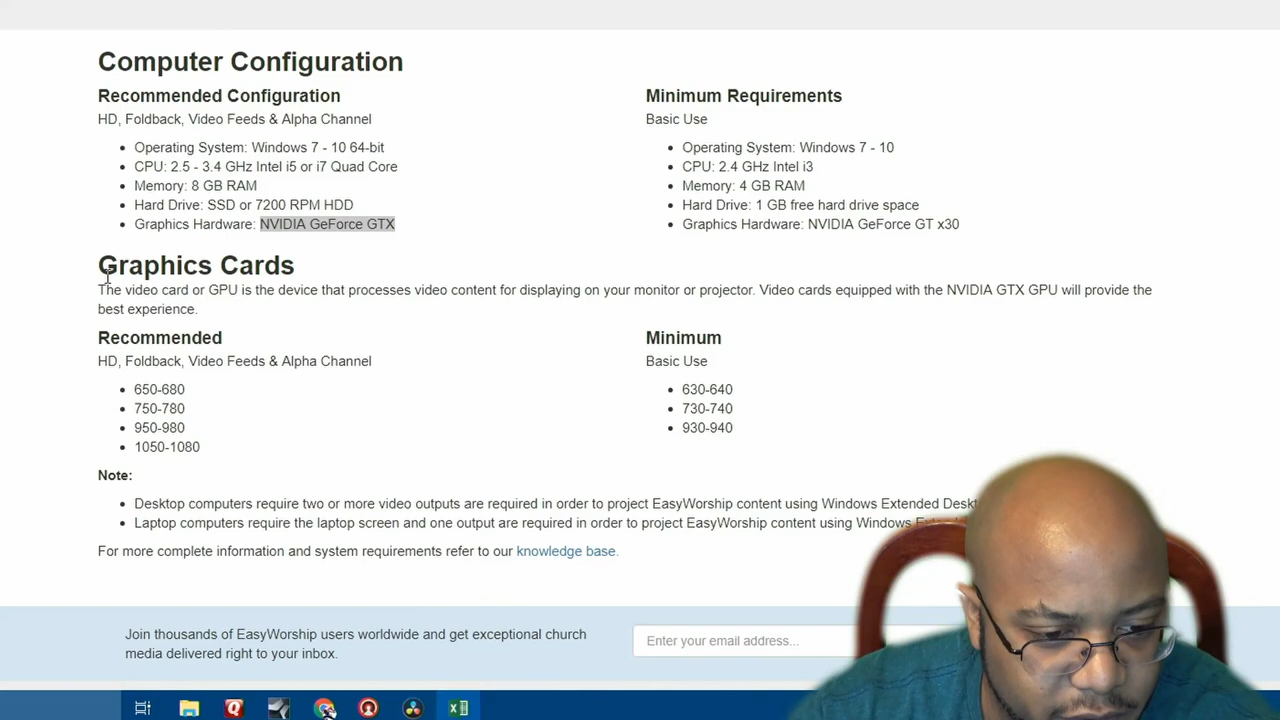 Computer Configuration
Recommended Configuration
HD, Foldback, Video Feeds & Alpha Channel
Operating System: Windows 7 - 10 64-bit
CPU: 2.5 - 3.4 GHz Intel i5 or i7 Quad Core
Memory: 8 GB RAM
Hard Drive: SSD or 7200 RPM HDD
Graphics Hardware: NVIDIA GeForce GTX
Minimum Requirements
Basic Use
Operating System: Windows 7 - 10
CPU: 2.4 GHz Intel i3
Memory: 4 GB RAM
Hard Drive: 1 GB free hard drive space
Graphics Hardware: NVIDIA GeForce GT x30
Graphics Cards
The video card or GPU is the device that processes video content for displaying on your monitor or projector. Video cards equipped with the NVIDIA GTX GPU will provide the
best experience.
Recommended
HD, Foldback, Video Feeds & Alpha Channel
650-680
750-780
950-980
1050-1080
Minimum
Basic Use
630-640
730-740
930-940
Note:
Desktop computers require two or more video outputs are required in order to project EasyWorship content using Windows Extended
Laptop computers require the laptop screen and one output are required in order to project EasyWorship content using Windows
For more complete information and system requirements refer to our knowledge base.
Join thousands of EasyWorship users worldwide and get exceptional church
media delivered right to your inbox.
Enter your email address...